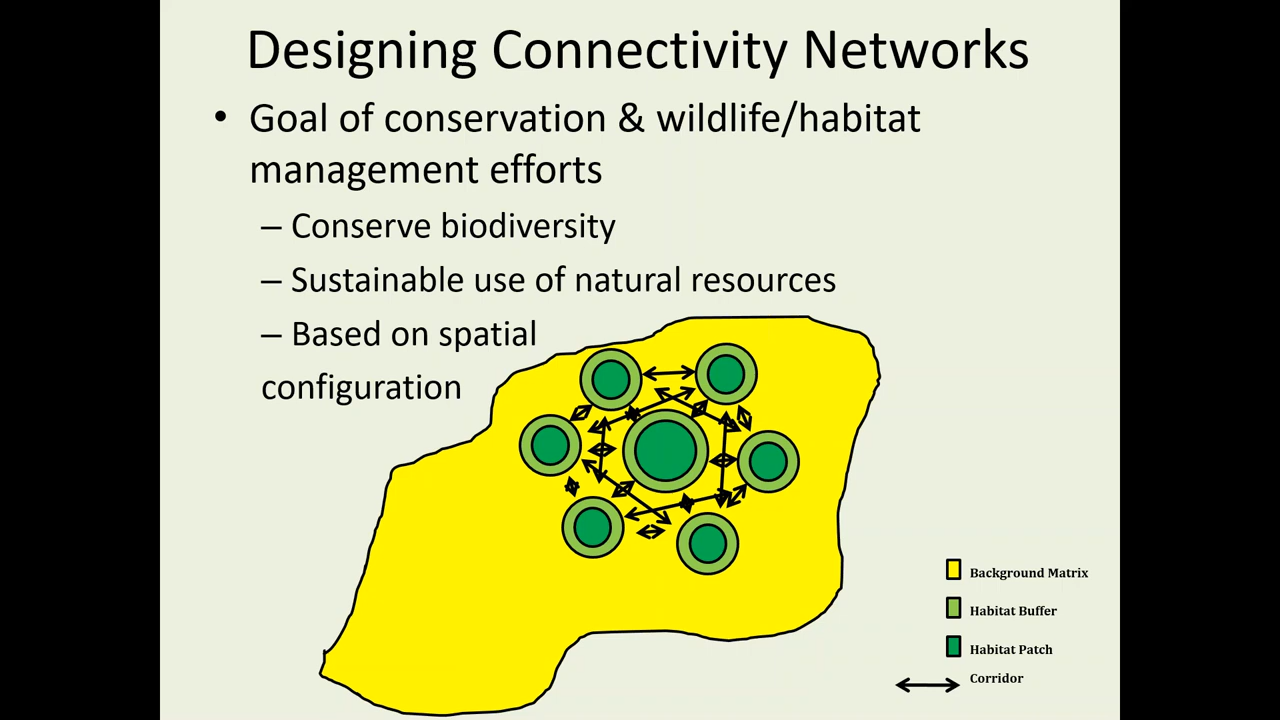 Designing Connectivity Networks
• Goal of conservation & wildlife/habitat
management efforts
– Conserve biodiversity
– Sustainable use of natural resources
– Based on spatial
configuration
Background Matrix
Habitat Buffer
Habitat Patch
Corridor